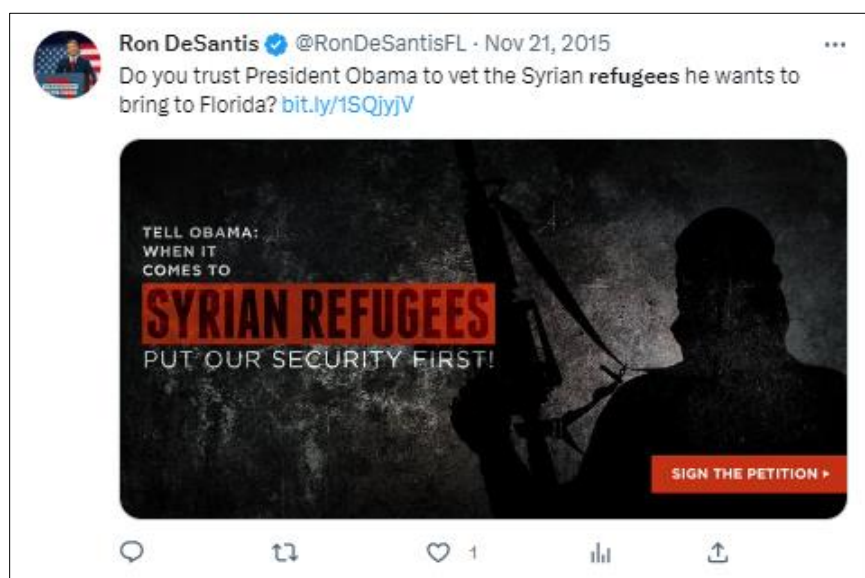 Ron DeSantis @RonDeSantisFL · Nov 21, 2015
Do you trust President Obama to vet the Syrian refugees he wants to
bring to Florida? bit.ly/1SQjyjV
TELL OBAMA:
WHEN IT
COMES TO
SYRIAN REFUGEES
PUT OUR SECURITY FIRST!
SIGN THE PETITION
1